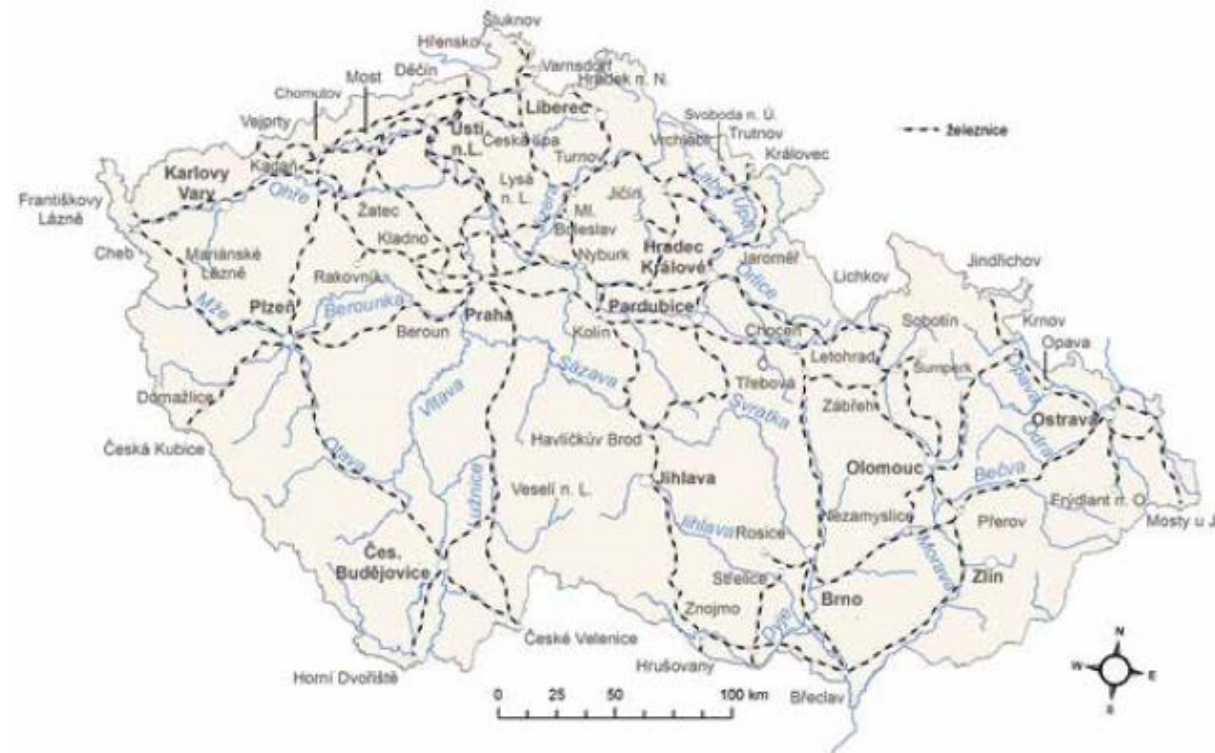 Šluknov
Hřensko
Varnsdorf
Děčín
Hrádek n. N.
Most
Chomutov
Liberec
Svoboda n. Ú.
Vejprty
Ústí
n.L.
Česká lípa
Vrchlabí
Trutnov
železnice
Turnov
Královec
Kadaň
Karlovy
Vary
Lysá
n. L.
Labe
Úpa
Františkovy
Lázně
Ohře
Jizera
Jičín
Žatec
Ml.
Boleslav
Kladno
Hradec
Králové
Cheb
Mariánské
Lázně
Nyburk
Jaroměř
Jindřichov
Rakovník
Orlice
Lichkov
Mže
Plzeň
Berounka
Pardubice
Praha
Sobotín
Krnov
Beroun
Kolín
Choceň
Letohrad
Opava
Sázava
Šumperk
Opava
Třebová
Domažlice
Vltava
Zábřeh
Svratka
Ostrava
Česká Kubice
Havlíčkův Brod
Odra
Otava
Olomouc
Bečva
Lužnice
Veselí n. L.
Jihlava
Frýdlant n. O.
Nezamyslice
Přerov
Mosty u J
Jihlava
Rosice
Morava
Čes.
Budějovice
Střelice
Zlín
Brno
Znojmo
Dyje
České Velenice
Hrušovany
N
W
E
S
Horní Dvořiště
0 25 50 100 km
Břeclav